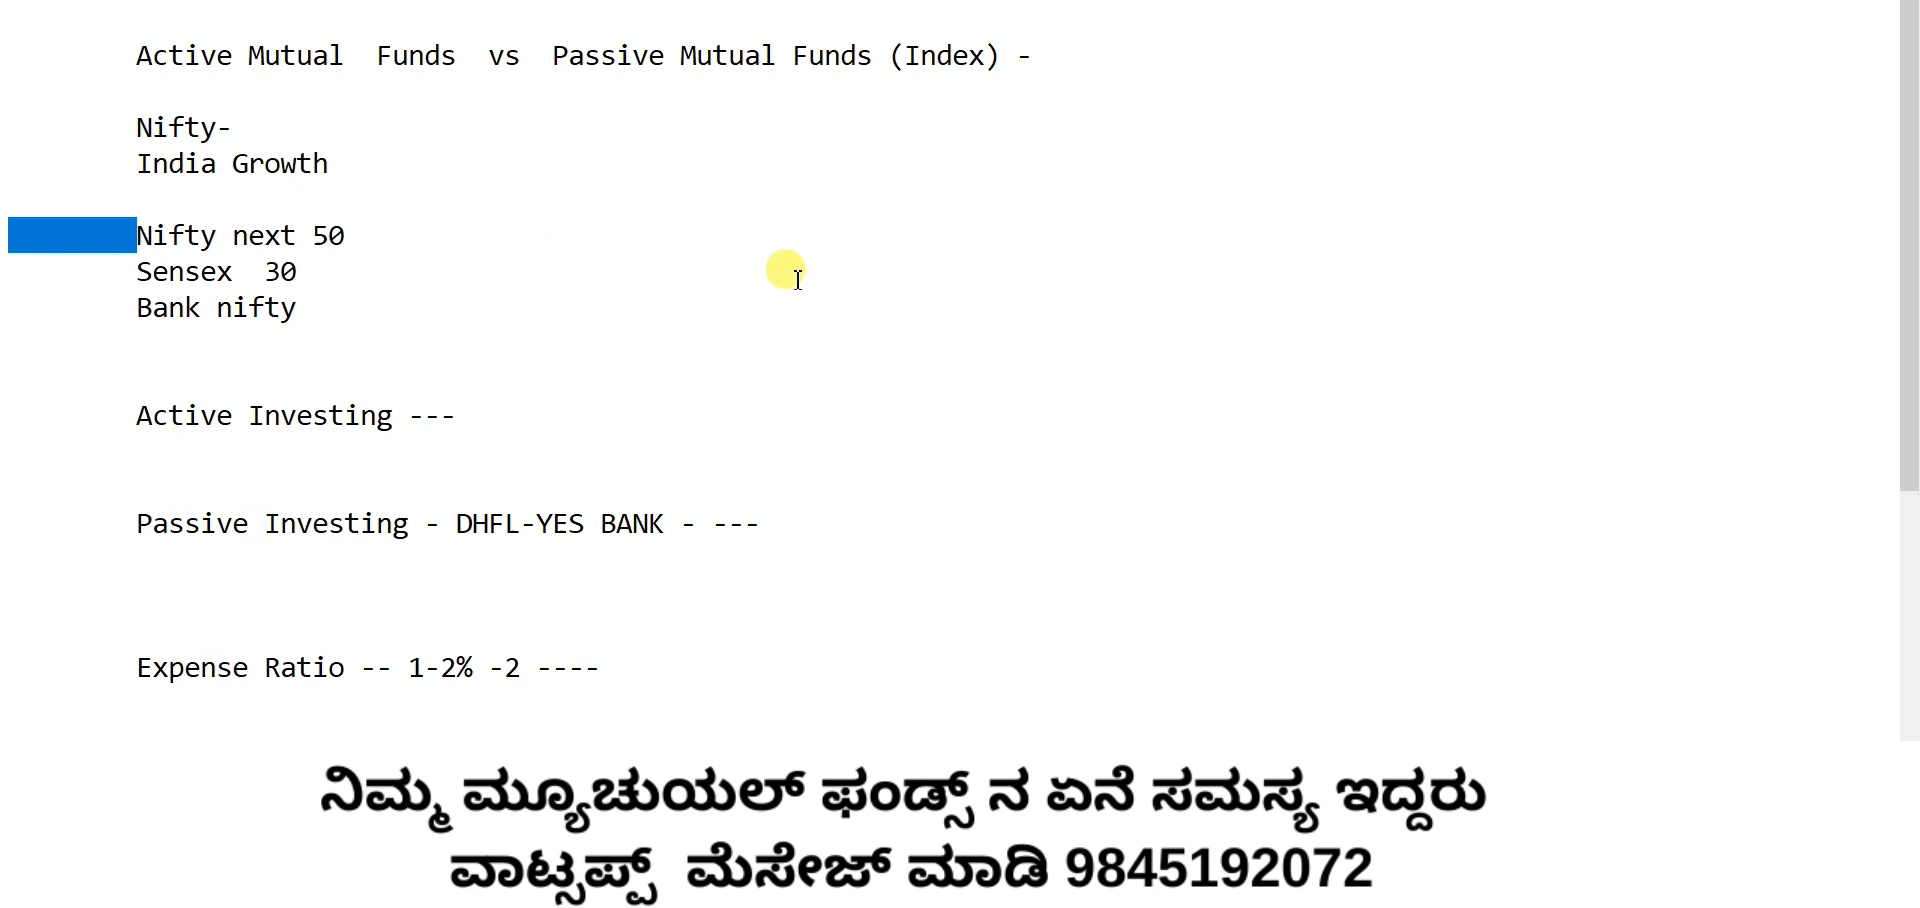 Active Mutual  Funds  vs  Passive Mutual Funds (Index) -
Nifty-
India Growth
Nifty next 50
Sensex  30
Bank nifty
Active Investing ---
Passive Investing - DHFL-YES BANK - ---
Expense Ratio -- 1-2% -2 ----
ನಿಮ್ಮ ಮ್ಯೂಚುಯಲ್ ಫಂಡ್ಸ್ ನ ಏನೆ ಸಮಸ್ಯ ಇದ್ದರು
ವಾಟ್ಸಪ್ಪ್  ಮೆಸೇಜ್ ಮಾಡಿ 9845192072